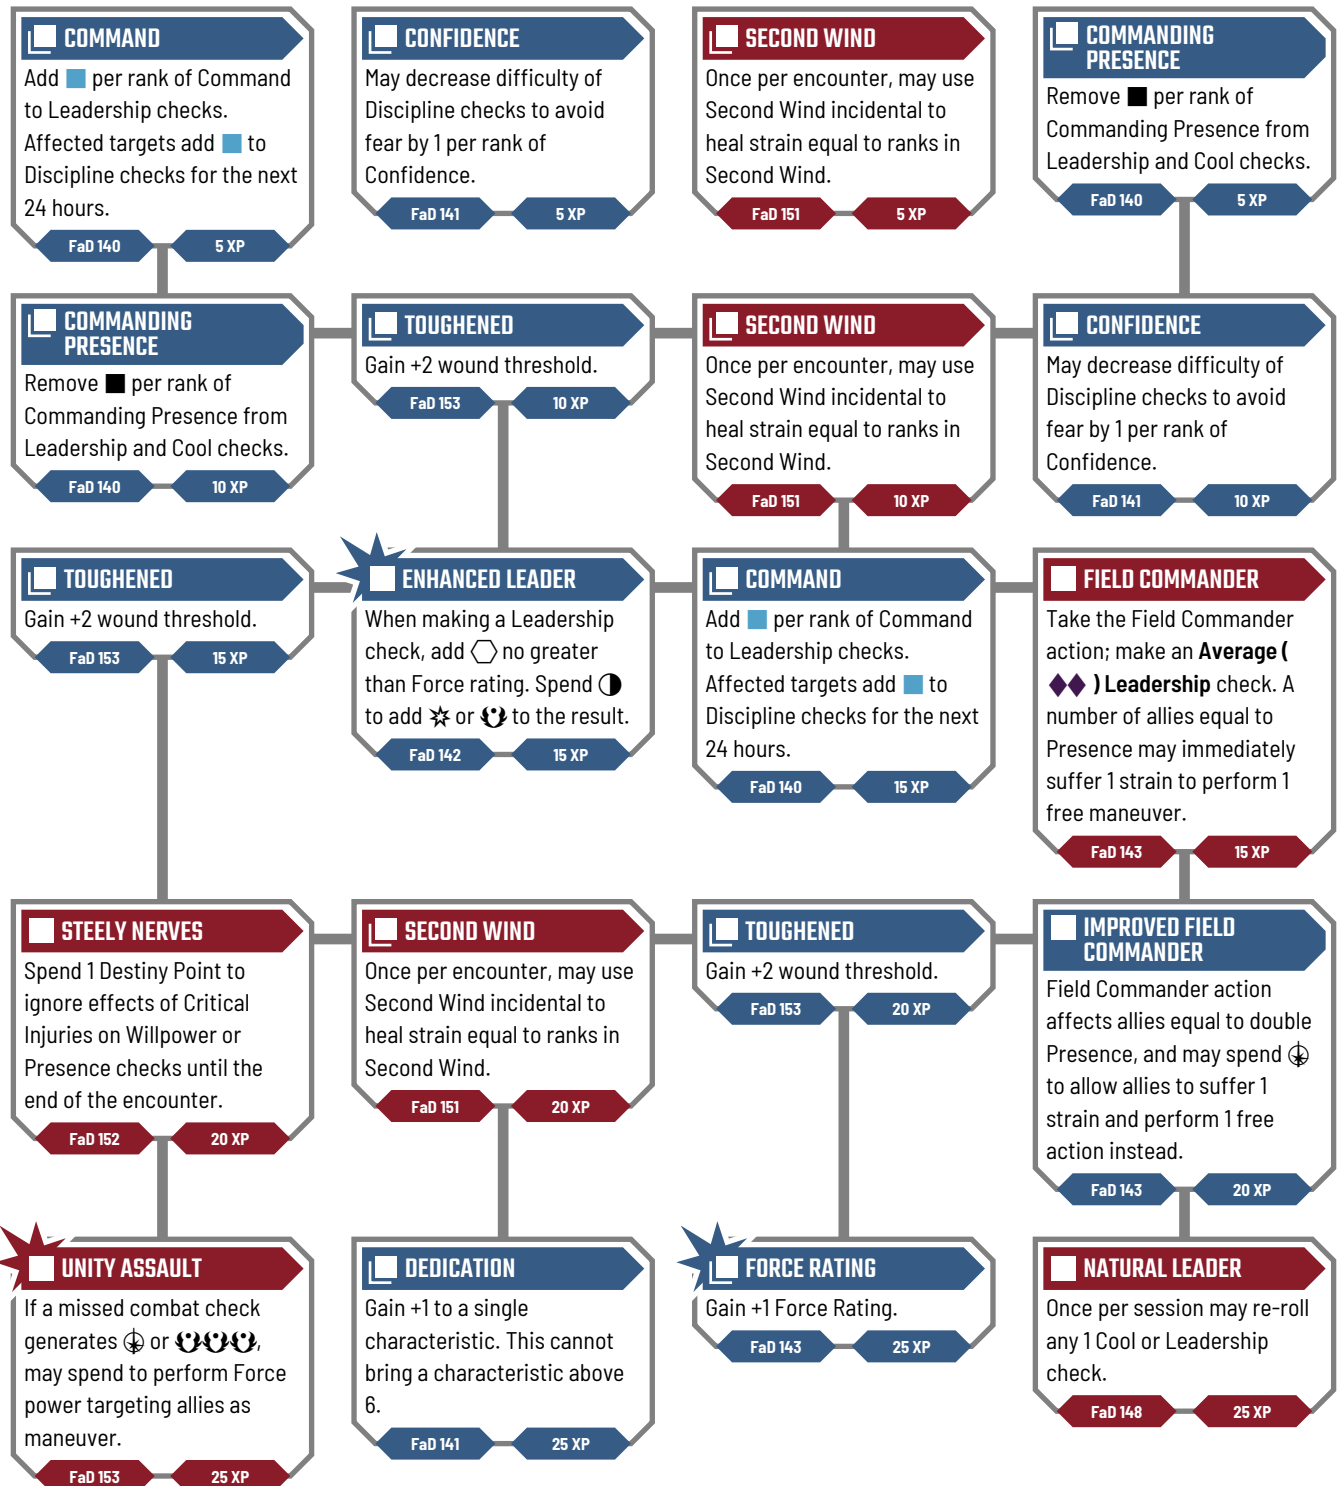 COMMAND
Add per rank of Command
to Leadership checks.
Affected targets add to
Discipline checks for the next
24 hours.
FaD 140
5 XP
CONFIDENCE
May decrease difficulty of
Discipline checks to avoid
fear by 1 per rank of
Confidence.
FaD 141
5 XP
SECOND WIND
Once per encounter, may use
Second Wind incidental to
heal strain equal to ranks in
Second Wind.
FaD 151
5 XP
COMMANDING
PRESENCE
Remove per rank of
Commanding Presence from
Leadership and Cool checks.
FaD 140
5 XP
COMMANDING
PRESENCE
Remove per rank of
Commanding Presence from
Leadership and Cool checks.
FaD 140
10 XP
TOUGHENED
Gain +2 wound threshold.
FaD 153
10 XP
SECOND WIND
Once per encounter, may use
Second Wind incidental to
heal strain equal to ranks in
Second Wind.
FaD 151
10 XP
CONFIDENCE
May decrease difficulty of
Discipline checks to avoid
fear by 1 per rank of
Confidence.
FaD 141
10 XP
TOUGHENED
Gain +2 wound threshold.
FaD 153
15 XP
ENHANCED LEADER
When making a Leadership
check, add no greater
than Force rating. Spend
to add or to the result.
FaD 142
15 XP
COMMAND
Add per rank of Command
to Leadership checks.
Affected targets add to
Discipline checks for the next
24 hours.
FaD 140
15 XP
FIELD COMMANDER
Take the Field Commander
action; make an Average (
) Leadership check. A
number of allies equal to
Presence may immediately
suffer 1 strain to perform 1
free maneuver.
FaD 143
15 XP
STEELY NERVES
Spend 1 Destiny Point to
ignore effects of Critical
Injuries on Willpower or
Presence checks until the
end of the encounter.
FaD 152
20 XP
SECOND WIND
Once per encounter, may use
Second Wind incidental to
heal strain equal to ranks in
Second Wind.
FaD 151
20 XP
TOUGHENED
Gain +2 wound threshold.
FaD 153
20 XP
IMPROVED FIELD
COMMANDER
Field Commander action
affects allies equal to double
Presence, and may spend
to allow allies to suffer 1
strain and perform 1 free
action instead.
FaD 143
20 XP
UNITY ASSAULT
If a missed combat check
generates or ,
may spend to perform Force
power targeting allies as
maneuver.
FaD 153
25 XP
DEDICATION
Gain +1 to a single
characteristic. This cannot
bring a characteristic above
6.
FaD 141
25 XP
FORCE RATING
Gain +1 Force Rating.
FaD 143
25 XP
NATURAL LEADER
Once per session may re-roll
any 1 Cool or Leadership
check.
FaD 148
25 XP